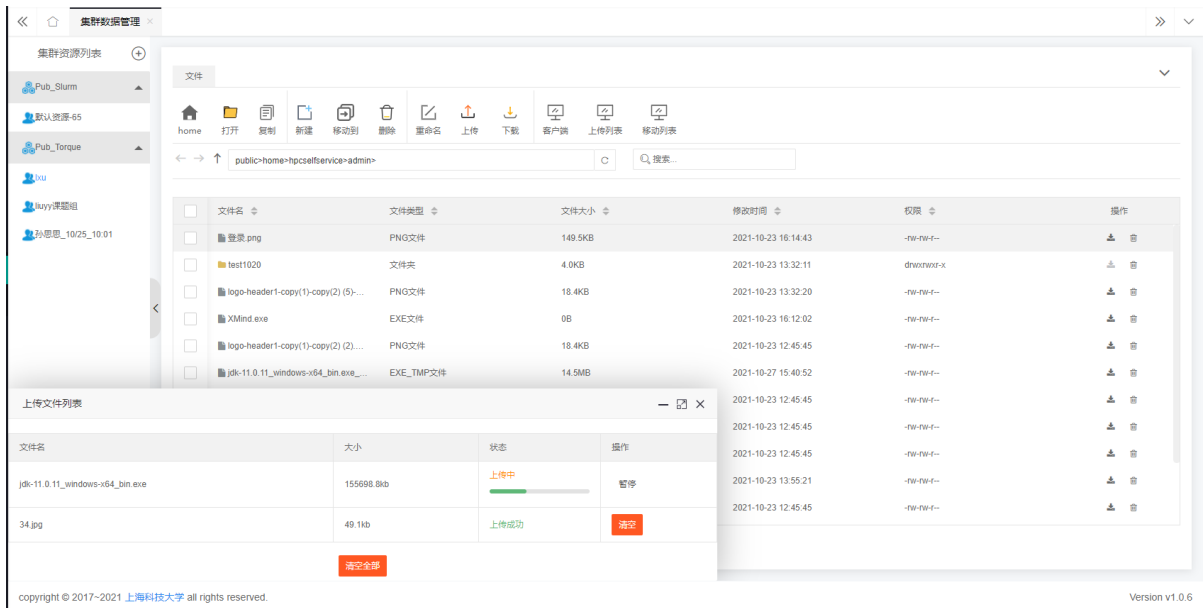 集群数据管理
集群资源列表
Pub_Slurm
默认资源-65
Pub_Torque
lxu
liuyy课题组
孙思思_10/25_10:01
文件
home 打开 复制 新建 移动到 删除 重命名 上传 下载 客户端 上传列表 移动列表
public>home>hpcselfservice>admin> 搜索...
文件名 文件类型 文件大小 修改时间 权限 操作
登录.png PNG文件 149.5KB 2021-10-23 16:14:43 -rw-rw-r--
test1020 文件夹 4.0KB 2021-10-23 13:32:11 drwxrwxr-x
logo-header1-copy(1)-copy(2) (5)-... PNG文件 18.4KB 2021-10-23 13:32:20 -rw-rw-r--
XMind.exe EXE文件 0B 2021-10-23 16:12:02 -rw-rw-r--
logo-header1-copy(1)-copy(2) (2).... PNG文件 18.4KB 2021-10-23 12:45:45 -rw-rw-r--
jdk-11.0.11_windows-x64_bin.exe_... EXE_TMP文件 14.5MB 2021-10-27 15:40:52 -rw-rw-r--
2021-10-23 12:45:45 -rw-rw-r--
2021-10-23 12:45:45 -rw-rw-r--
2021-10-23 12:45:45 -rw-rw-r--
2021-10-23 13:55:21 -rw-rw-r--
2021-10-23 12:45:45 -rw-rw-r--
上传文件列表
文件名 大小 状态 操作
jdk-11.0.11_windows-x64_bin.exe 155698.8kb 上传中 暂停
34.jpg 49.1kb 上传成功 清空
清空全部
copyright © 2017~2021 上海科技大学 all rights reserved. Version v1.0.6